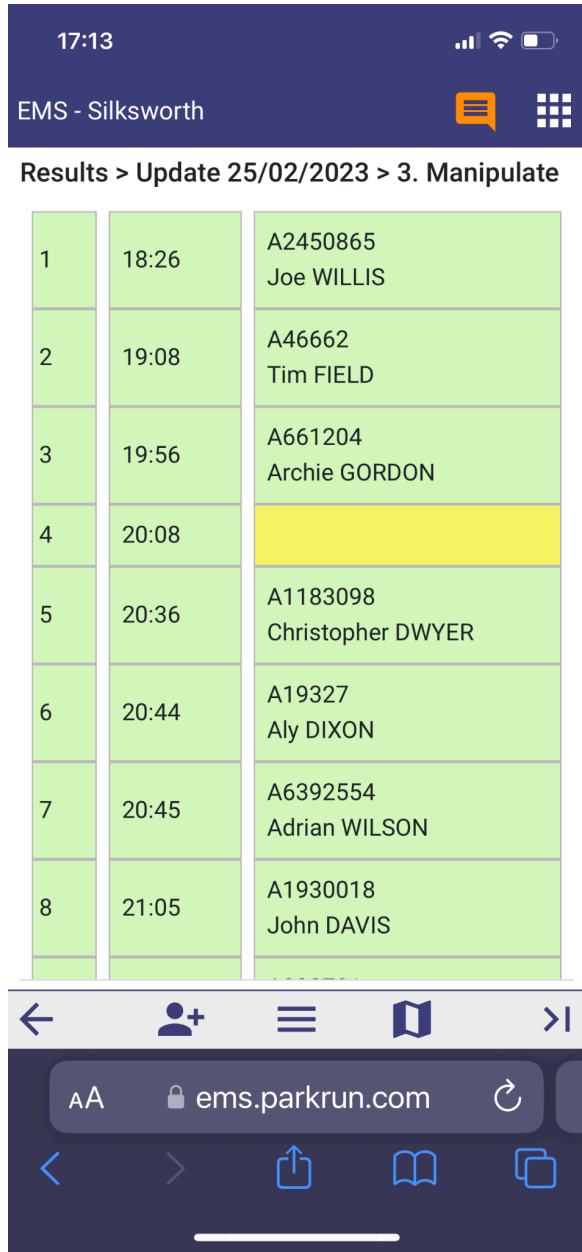 17:13
EMS - Silksworth
Results > Update 25/02/2023 > 3. Manipulate
1 18:26 A2450865
Joe WILLIS
2 19:08 A46662
Tim FIELD
3 19:56 A661204
Archie GORDON
4 20:08
5 20:36 A1183098
Christopher DWYER
6 20:44 A19327
Aly DIXON
7 20:45 A6392554
Adrian WILSON
8 21:05 A1930018
John DAVIS
AA ems.parkrun.com